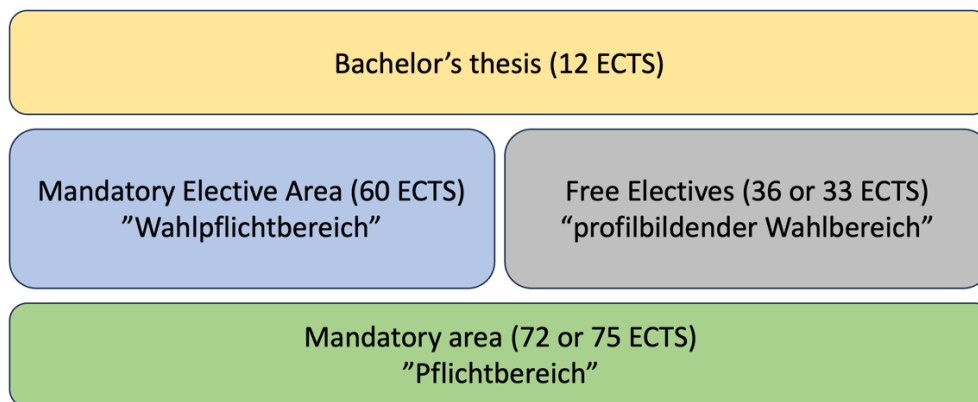 Bachelor’s thesis (12 ECTS)
Mandatory Elective Area (60 ECTS)
”Wahlpflichtbereich”
Free Electives (36 or 33 ECTS)
“profilbildender Wahlbereich”
Mandatory area (72 or 75 ECTS)
”Pflichtbereich”